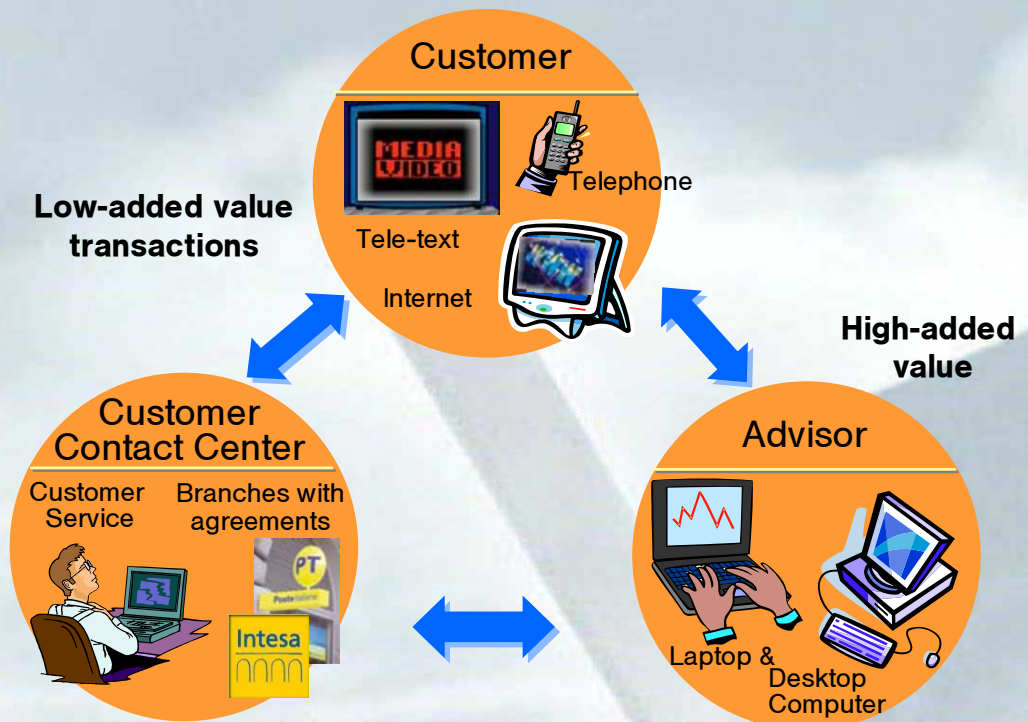 Customer
MEDIA
VIDEO
Telephone
Tele-text
Internet
Low-added value
transactions
High-added
value
Customer
Contact Center
Customer
Service
Branches with
agreements
PT
Posteitaliane
Intesa
Advisor
Laptop &
Desktop
Computer